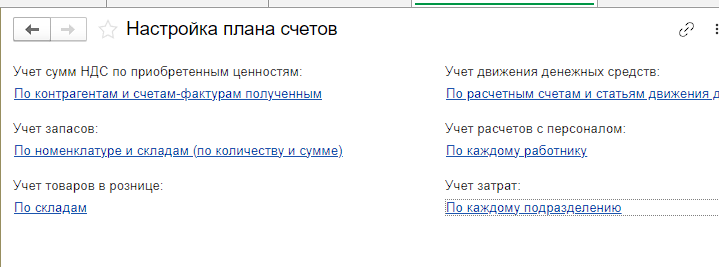 Настройка плана счетов
Учет сумм НДС по приобретенным ценностям:
По контрагентам и счетам-фактурам полученным
Учет запасов:
По номенклатуре и складам (по количеству и сумме)
Учет товаров в рознице:
По складам
Учет движения денежных средств:
По расчетным счетам и статьям движения д
Учет расчетов с персоналом:
По каждому работнику
Учет затрат:
По каждому подразделению